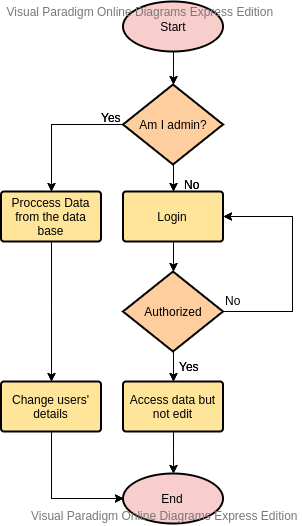 Visual Paradigm Online Diagrams Express Edition
Start
Am I admin?
Yes
No
Proccess Data
from the data
base
Login
Authorized
No
Yes
Change users'
details
Access data but
not edit
End
Visual Paradigm Online Diagrams Express Edition